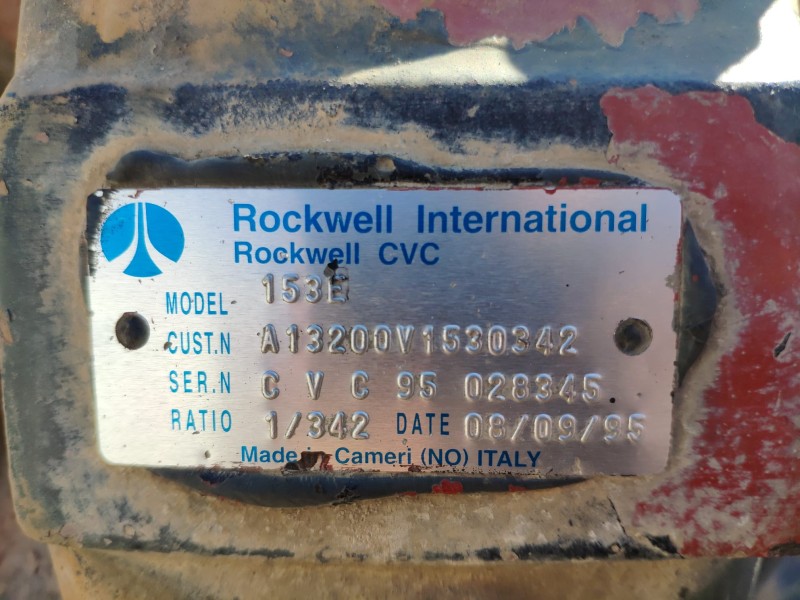 Rockwell International
Rockwell CVC
MODEL 153E
CUST.N A13200V1530342
SER.N C V C 95 028345
RATIO 1/342 DATE 08/09/95
Made in Cameri (NO) ITALY